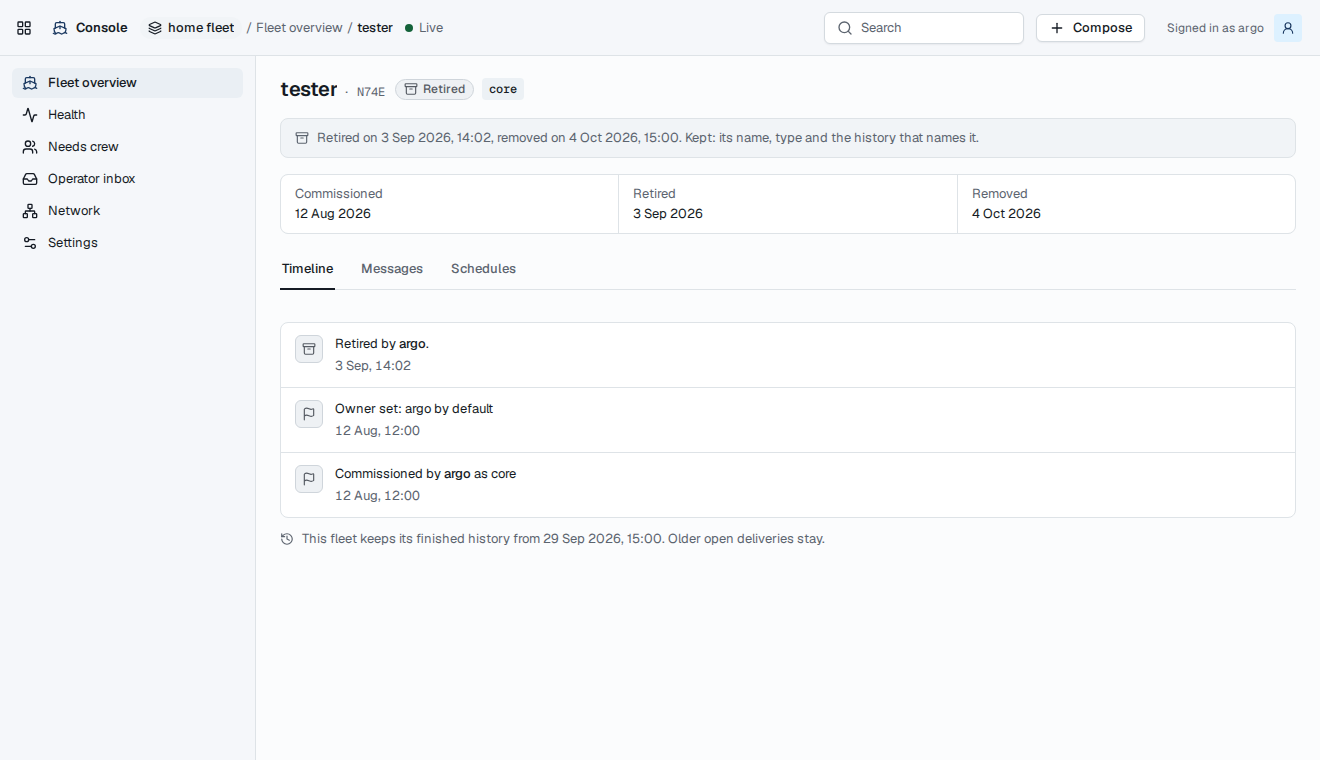 Console
home fleet
/ Fleet overview / tester
Live
Search
Compose
Signed in as argo
Fleet overview
Health
Needs crew
Operator inbox
Network
Settings
tester · N74E
Retired
core
Retired on 3 Sep 2026, 14:02, removed on 4 Oct 2026, 15:00. Kept: its name, type and the history that names it.
Commissioned
12 Aug 2026
Retired
3 Sep 2026
Removed
4 Oct 2026
Timeline
Messages
Schedules
Retired by argo.
3 Sep, 14:02
Owner set: argo by default
12 Aug, 12:00
Commissioned by argo as core
12 Aug, 12:00
This fleet keeps its finished history from 29 Sep 2026, 15:00. Older open deliveries stay.